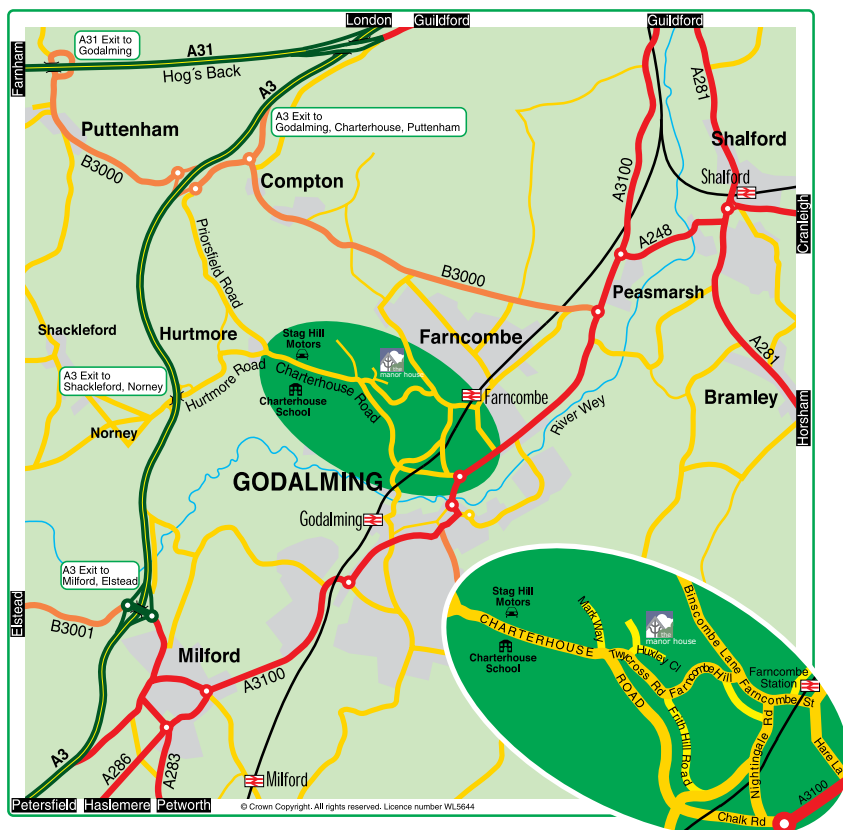 London
Guildford
Guildford
Farnham
A31 Exit to
Godalming
A31
Hog's Back
A3
A281
A3 Exit to
Godalming, Charterhouse, Puttenham
Puttenham
Shalford
B3000
Compton
A3100
Shalford
Cranleigh
Priorsfield Road
A248
B3000
Peasmarsh
Shackleford
Hurtmore
Stag Hill
Motors
Farncombe
the
manor house
A281
A3 Exit to
Shackleford, Norney
Hurtmore Road
Charterhouse Road
Charterhouse
School
Farncombe
Bramley
River Wey
Horsham
Norney
GODALMING
Godalming
A3 Exit to
Milford, Elstead
Elstead
B3001
Milford
A3100
Stag Hill
Motors
Mark Way
Binscombe Lane
the
manor house
CHARTERHOUSE
ROAD
Charterhouse
School
Twycross Rd
Huxley Cl
Farncombe Hill
Farncombe
Station
Farncombe St
Frith Hill Road
Nightingale Rd
Hare La
A3
A286
A283
Milford
A3100
Chalk Rd
Petersfield
Haslemere
Petworth
© Crown Copyright. All rights reserved. Licence number WL5644